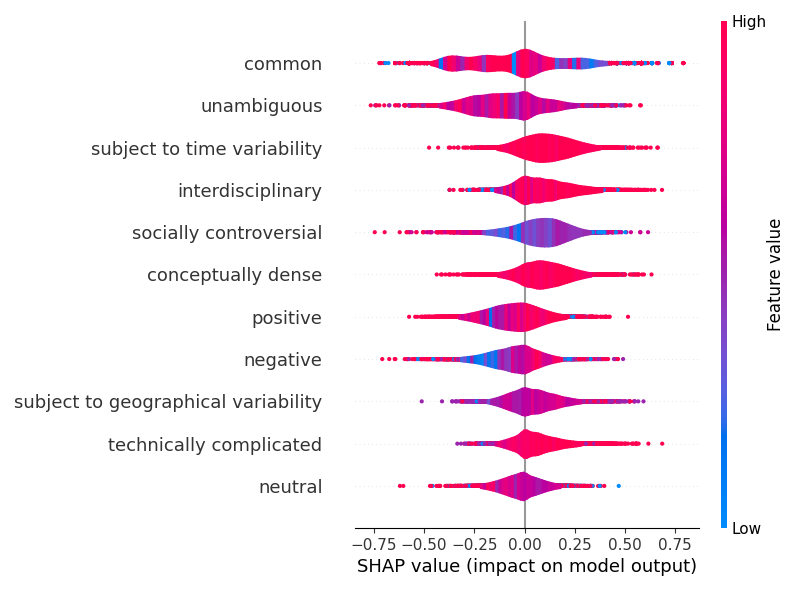 High
common
unambiguous
subject to time variability
interdisciplinary
socially controversial
conceptually dense
positive
negative
subject to geographical variability
technically complicated
neutral
Feature value
Low
−0.75 −0.50 −0.25 0.00 0.25 0.50 0.75
SHAP value (impact on model output)